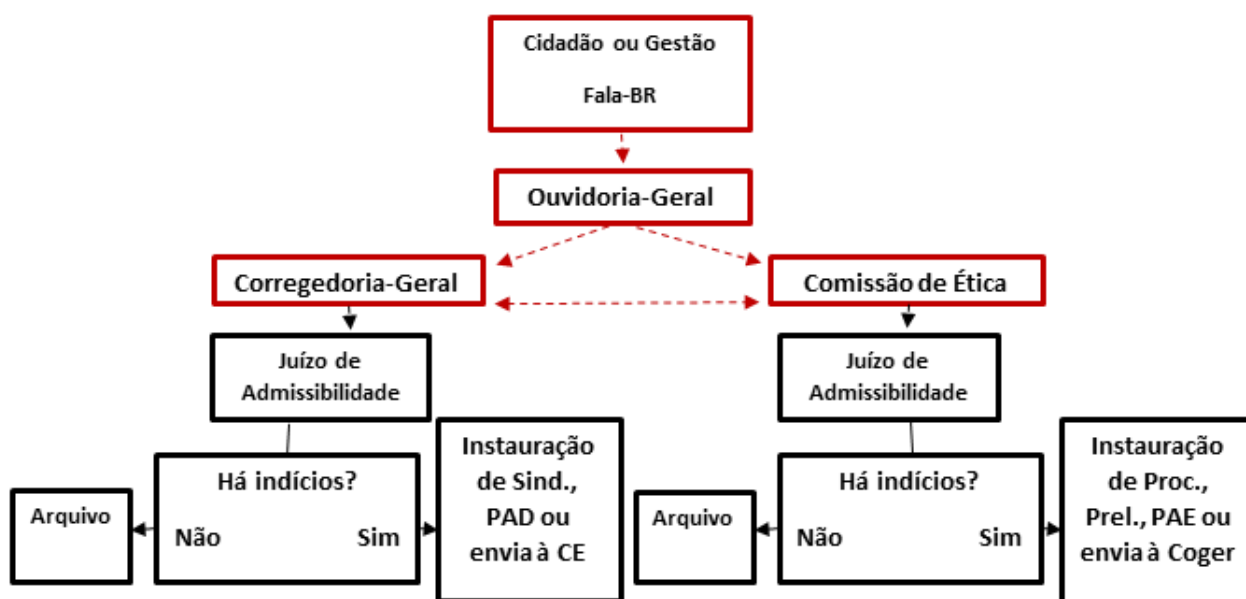 Cidadão ou Gestão
Fala-BR
Ouvidoria-Geral
Corregedoria-Geral
Comissão de Ética
Juízo de
Admissibilidade
Juízo de
Admissibilidade
Há indícios?
Não Sim
Arquivo
Instauração
de Sind.,
PAD ou
envia à CE
Há indícios?
Não Sim
Arquivo
Instauração
de Proc.,
Prel., PAE ou
envia à Coger